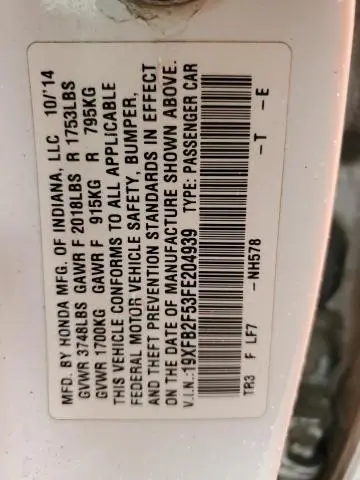 MFD. BY HONDA MFG. OF INDIANA, LLC 10/'14
GVWR 3748LBS GAWR F 2018LBS R 1753LBS
GVWR 1700KG GAWR F 915KG R 795KG
THIS VEHICLE CONFORMS TO ALL APPLICABLE
FEDERAL MOTOR VEHICLE SAFETY, BUMPER,
AND THEFT PREVENTION STANDARDS IN EFFECT
ON THE DATE OF MANUFACTURE SHOWN ABOVE.
V.I.N.:19XFB2F53FE204939 TYPE: PASSENGER CAR
TR3 F LF7 -NH578 -T -E